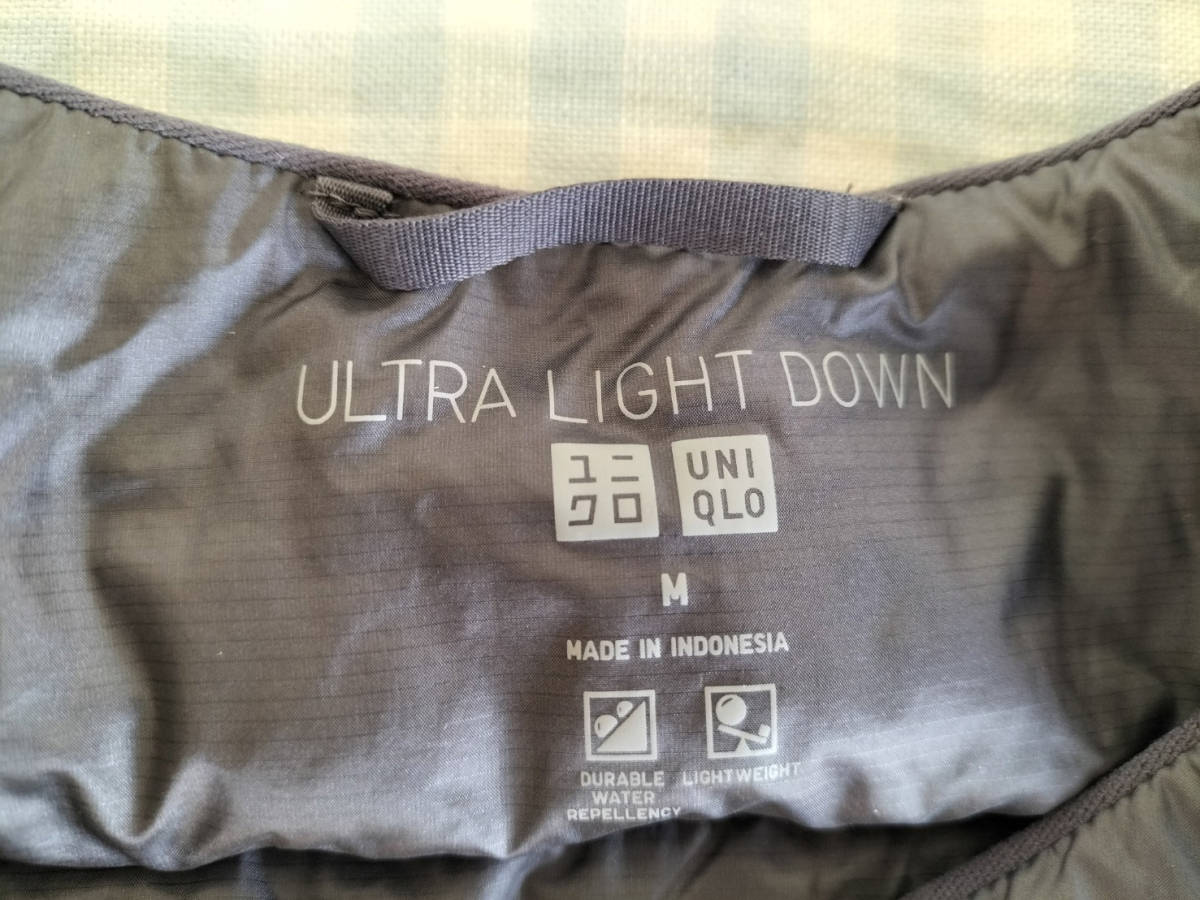 ULTRA LIGHT DOWN
ユニ
クロ
UNI
QLO
M
MADE IN INDONESIA
DURABLE
WATER
REPELLENCY
LIGHTWEIGHT